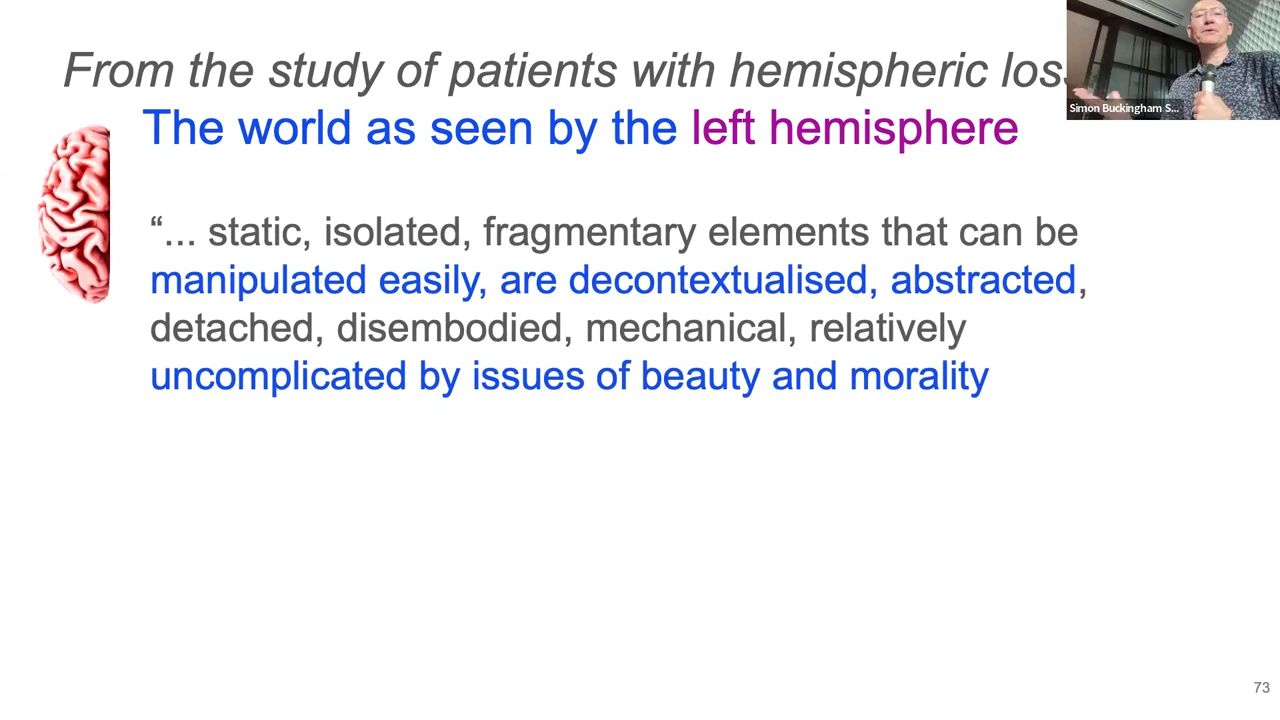 From the study of patients with hemispheric los
The world as seen by the left hemisphere
“... static, isolated, fragmentary elements that can be
manipulated easily, are decontextualised, abstracted,
detached, disembodied, mechanical, relatively
uncomplicated by issues of beauty and morality
Simon Buckingham S...
73